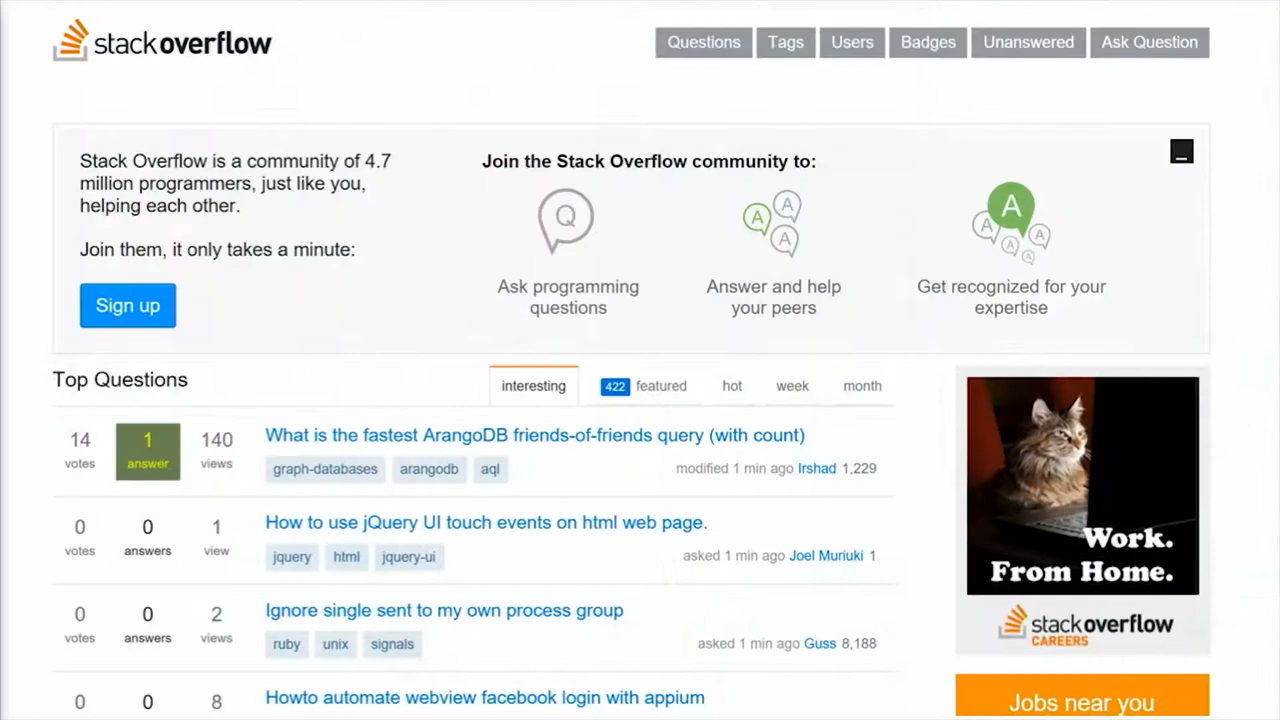 stackoverflow
Questions Tags Users Badges Unanswered Ask Question
Stack Overflow is a community of 4.7
million programmers, just like you,
helping each other.
Join them, it only takes a minute:
Sign up
Join the Stack Overflow community to:
Q
Ask programming
questions
A A A
Answer and help
your peers
A A A A A
Get recognized for your
expertise
Top Questions
interesting 422 featured hot week month
14 1 140
votes answer views
What is the fastest ArangoDB friends-of-friends query (with count)
graph-databases arangodb aql
modified 1 min ago Irshad 1,229
0 0 1
votes answers view
How to use jQuery UI touch events on html web page.
jquery html jquery-ui
asked 1 min ago Joel Muriuki 1
0 0 2
votes answers views
Ignore single sent to my own process group
ruby unix signals
asked 1 min ago Guss 8,188
0 0 8
Howto automate webview facebook login with appium
Work.
From Home.
stackoverflow
CAREERS
Jobs near you